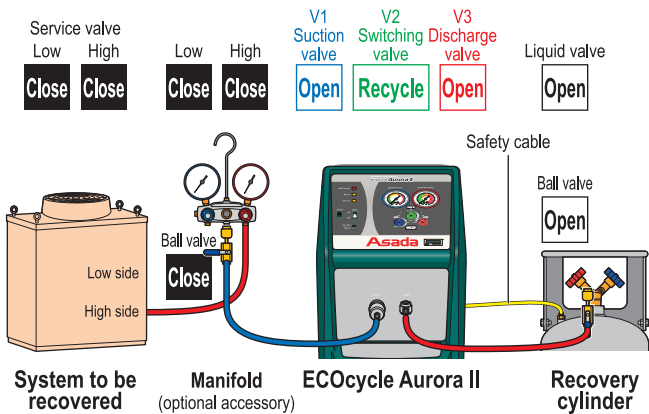 Service valve
Low High
Close Close
Low High
Close Close
V1
Suction
valve
Open
V2
Switching
valve
Recycle
V3
Discharge
valve
Open
Liquid valve
Open
Safety cable
Ball valve
Open
Ball valve
Close
Low side
High side
Aurora II
Asada
System to be
recovered
Manifold
(optional accessory)
ECOcycle Aurora II
Recovery
cylinder